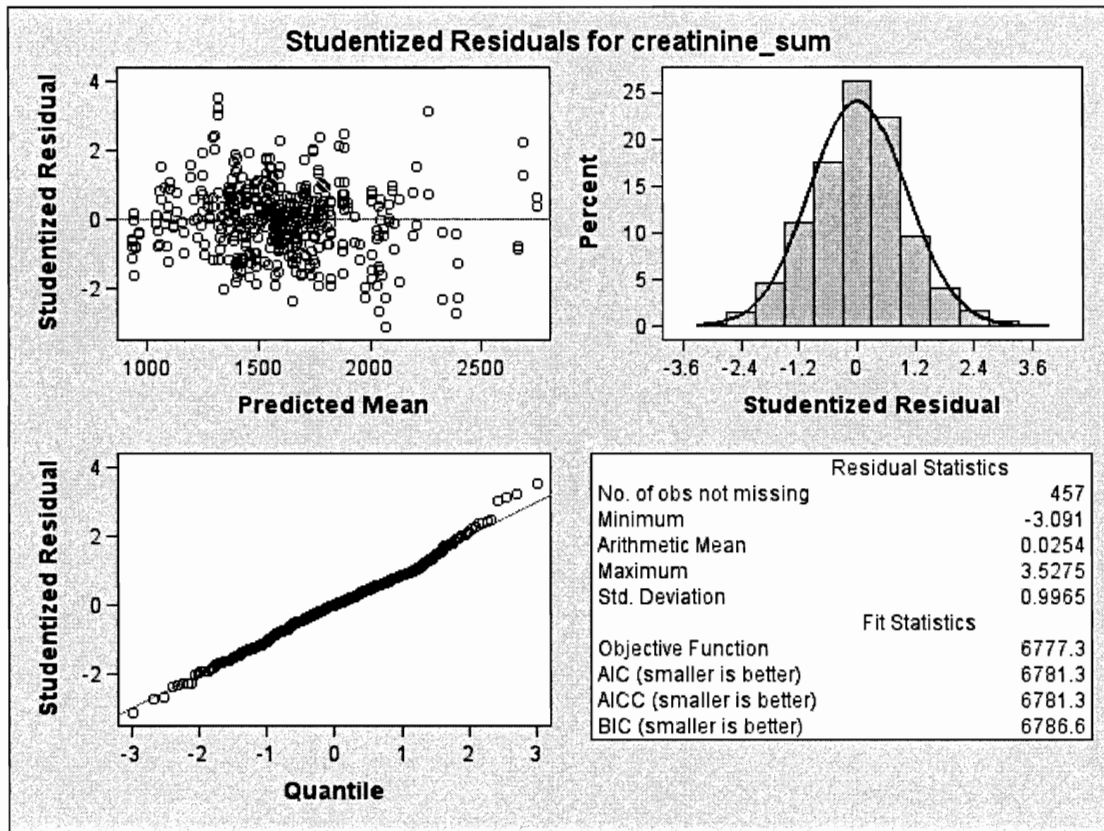 Studentized Residuals for creatinine_sum
Studentized Residual
4
2
0
-2
1000 1500 2000 2500
Predicted Mean
Percent
25
20
15
10
5
0
-3.6 -2.4 -1.2 0 1.2 2.4 3.6
Studentized Residual
Studentized Residual
4
2
0
-2
-3 -2 -1 0 1 2 3
Quantile
Residual Statistics
No. of obs not missing 457
Minimum -3.091
Arithmetic Mean 0.0254
Maximum 3.5275
Std. Deviation 0.9965
Fit Statistics
Objective Function 6777.3
AIC (smaller is better) 6781.3
AICC (smaller is better) 6781.3
BIC (smaller is better) 6786.6